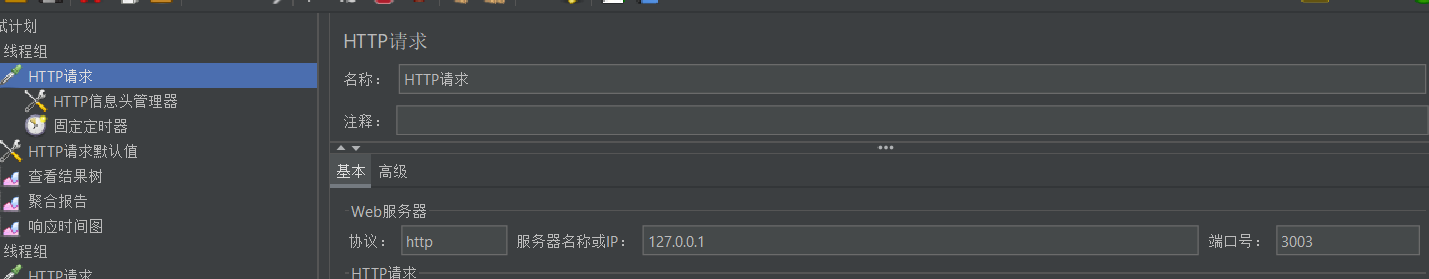 试计划
线程组
HTTP请求
HTTP信息头管理器
固定定时器
HTTP请求默认值
查看结果树
聚合报告
响应时间图
线程组
HTTP请求
HTTP请求
名称： HTTP请求
注释：
基本 高级
Web服务器
协议： http 服务器名称或IP： 127.0.0.1 端口号： 3003
HTTP请求